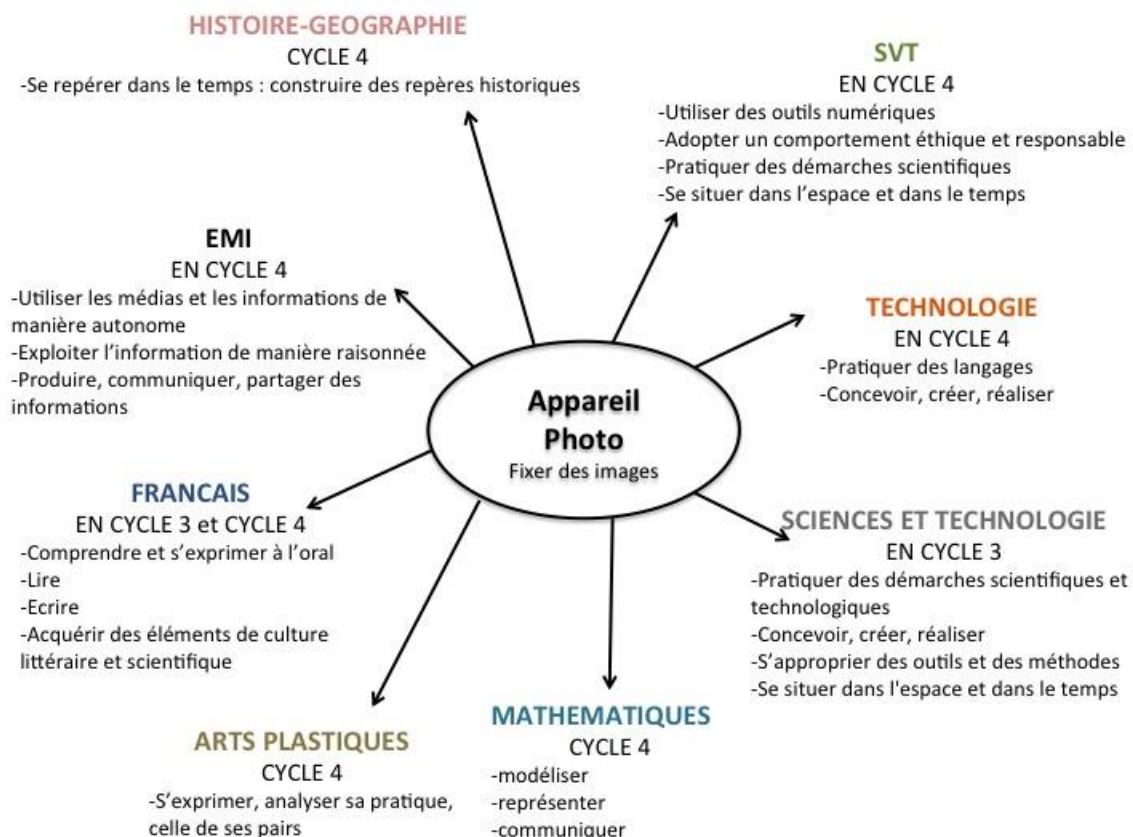 HISTOIRE-GEOGRAPHIE
CYCLE 4
-Se repérer dans le temps : construire des repères historiques
SVT
EN CYCLE 4
-Utiliser des outils numériques
-Adopter un comportement éthique et responsable
-Pratiquer des démarches scientifiques
-Se situer dans l'espace et dans le temps
EMI
EN CYCLE 4
-Utiliser les médias et les informations de
manière autonome
-Exploiter l'information de manière raisonnée
-Produire, communiquer, partager des
informations
TECHNOLOGIE
EN CYCLE 4
-Pratiquer des langages
-Concevoir, créer, réaliser
Appareil
Photo
Fixer des images
FRANCAIS
EN CYCLE 3 et CYCLE 4
-Comprendre et s'exprimer à l'oral
-Lire
-Ecrire
-Acquérir des éléments de culture
littéraire et scientifique
SCIENCES ET TECHNOLOGIE
EN CYCLE 3
-Pratiquer des démarches scientifiques et
technologiques
-Concevoir, créer, réaliser
-S'approprier des outils et des méthodes
-Se situer dans l'espace et dans le temps
ARTS PLASTIQUES
CYCLE 4
-S'exprimer, analyser sa pratique,
celle de ses pairs
MATHEMATIQUES
CYCLE 4
-modéliser
-représenter
-communiquer